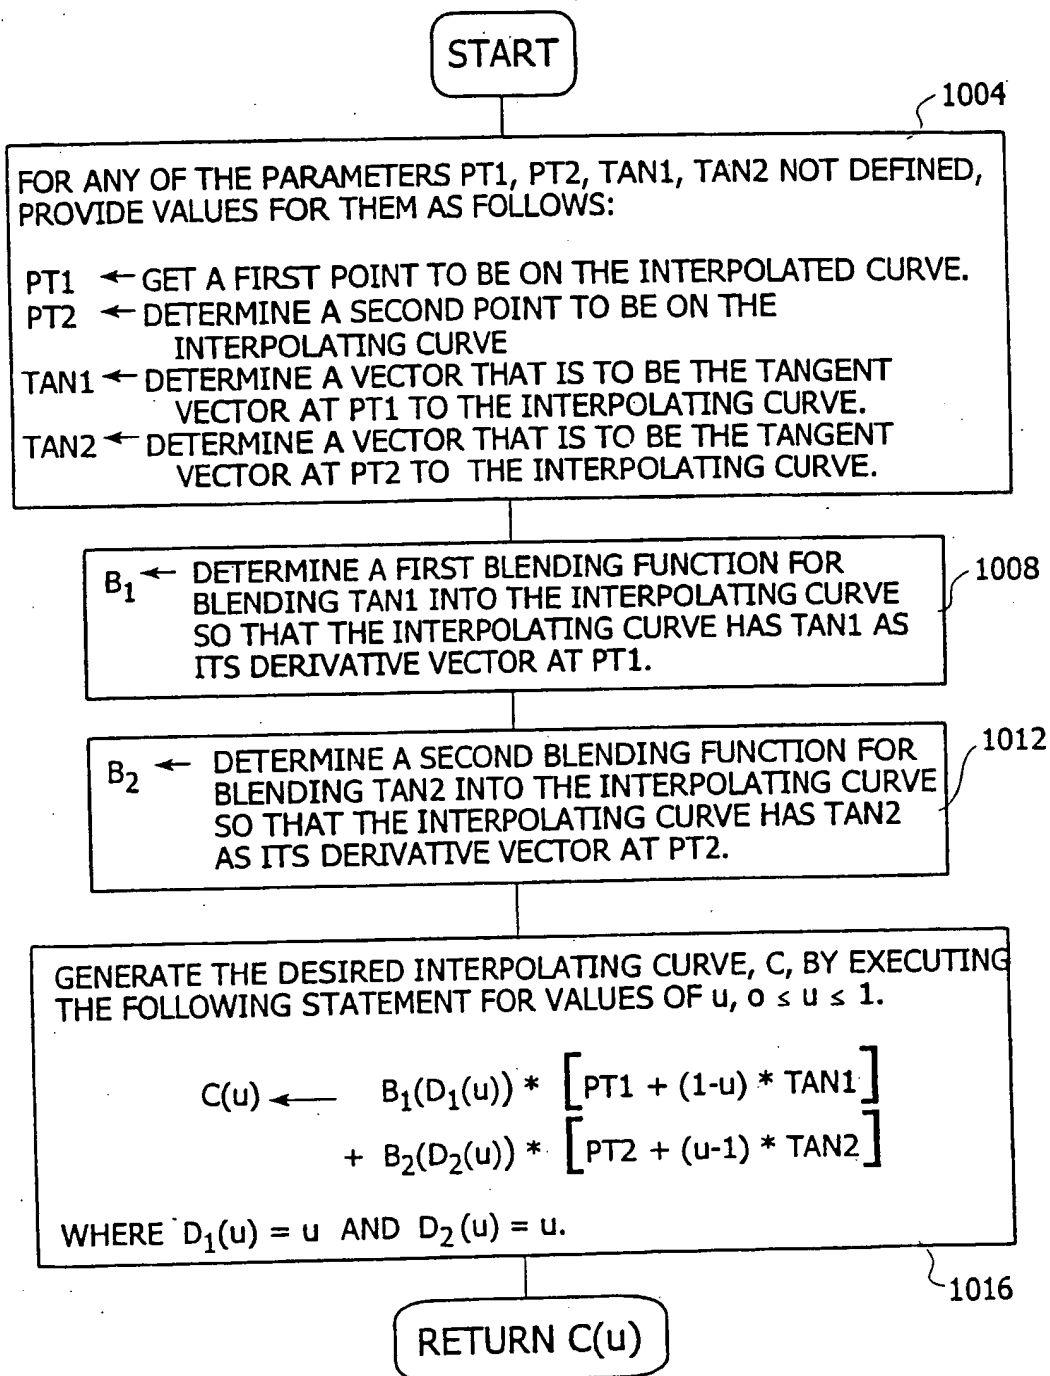 START
1004
FOR ANY OF THE PARAMETERS PT1, PT2, TAN1, TAN2 NOT DEFINED,
PROVIDE VALUES FOR THEM AS FOLLOWS:
PT1 ← GET A FIRST POINT TO BE ON THE INTERPOLATED CURVE.
PT2 ← DETERMINE A SECOND POINT TO BE ON THE
INTERPOLATING CURVE
TAN1 ← DETERMINE A VECTOR THAT IS TO BE THE TANGENT
VECTOR AT PT1 TO THE INTERPOLATING CURVE.
TAN2 ← DETERMINE A VECTOR THAT IS TO BE THE TANGENT
VECTOR AT PT2 TO THE INTERPOLATING CURVE.
B₁ ← DETERMINE A FIRST BLENDING FUNCTION FOR
BLENDING TAN1 INTO THE INTERPOLATING CURVE
SO THAT THE INTERPOLATING CURVE HAS TAN1 AS
ITS DERIVATIVE VECTOR AT PT1.
1008
B₂ ← DETERMINE A SECOND BLENDING FUNCTION FOR
BLENDING TAN2 INTO THE INTERPOLATING CURVE
SO THAT THE INTERPOLATING CURVE HAS TAN2
AS ITS DERIVATIVE VECTOR AT PT2.
1012
GENERATE THE DESIRED INTERPOLATING CURVE, C, BY EXECUTING
THE FOLLOWING STATEMENT FOR VALUES OF u, o ≤ u ≤ 1.
C(u) ← B₁(D₁(u)) * [PT1 + (1-u) * TAN1]
+ B₂(D₂(u)) * [PT2 + (u-1) * TAN2]
WHERE D₁(u) = u AND D₂(u) = u.
1016
RETURN C(u)